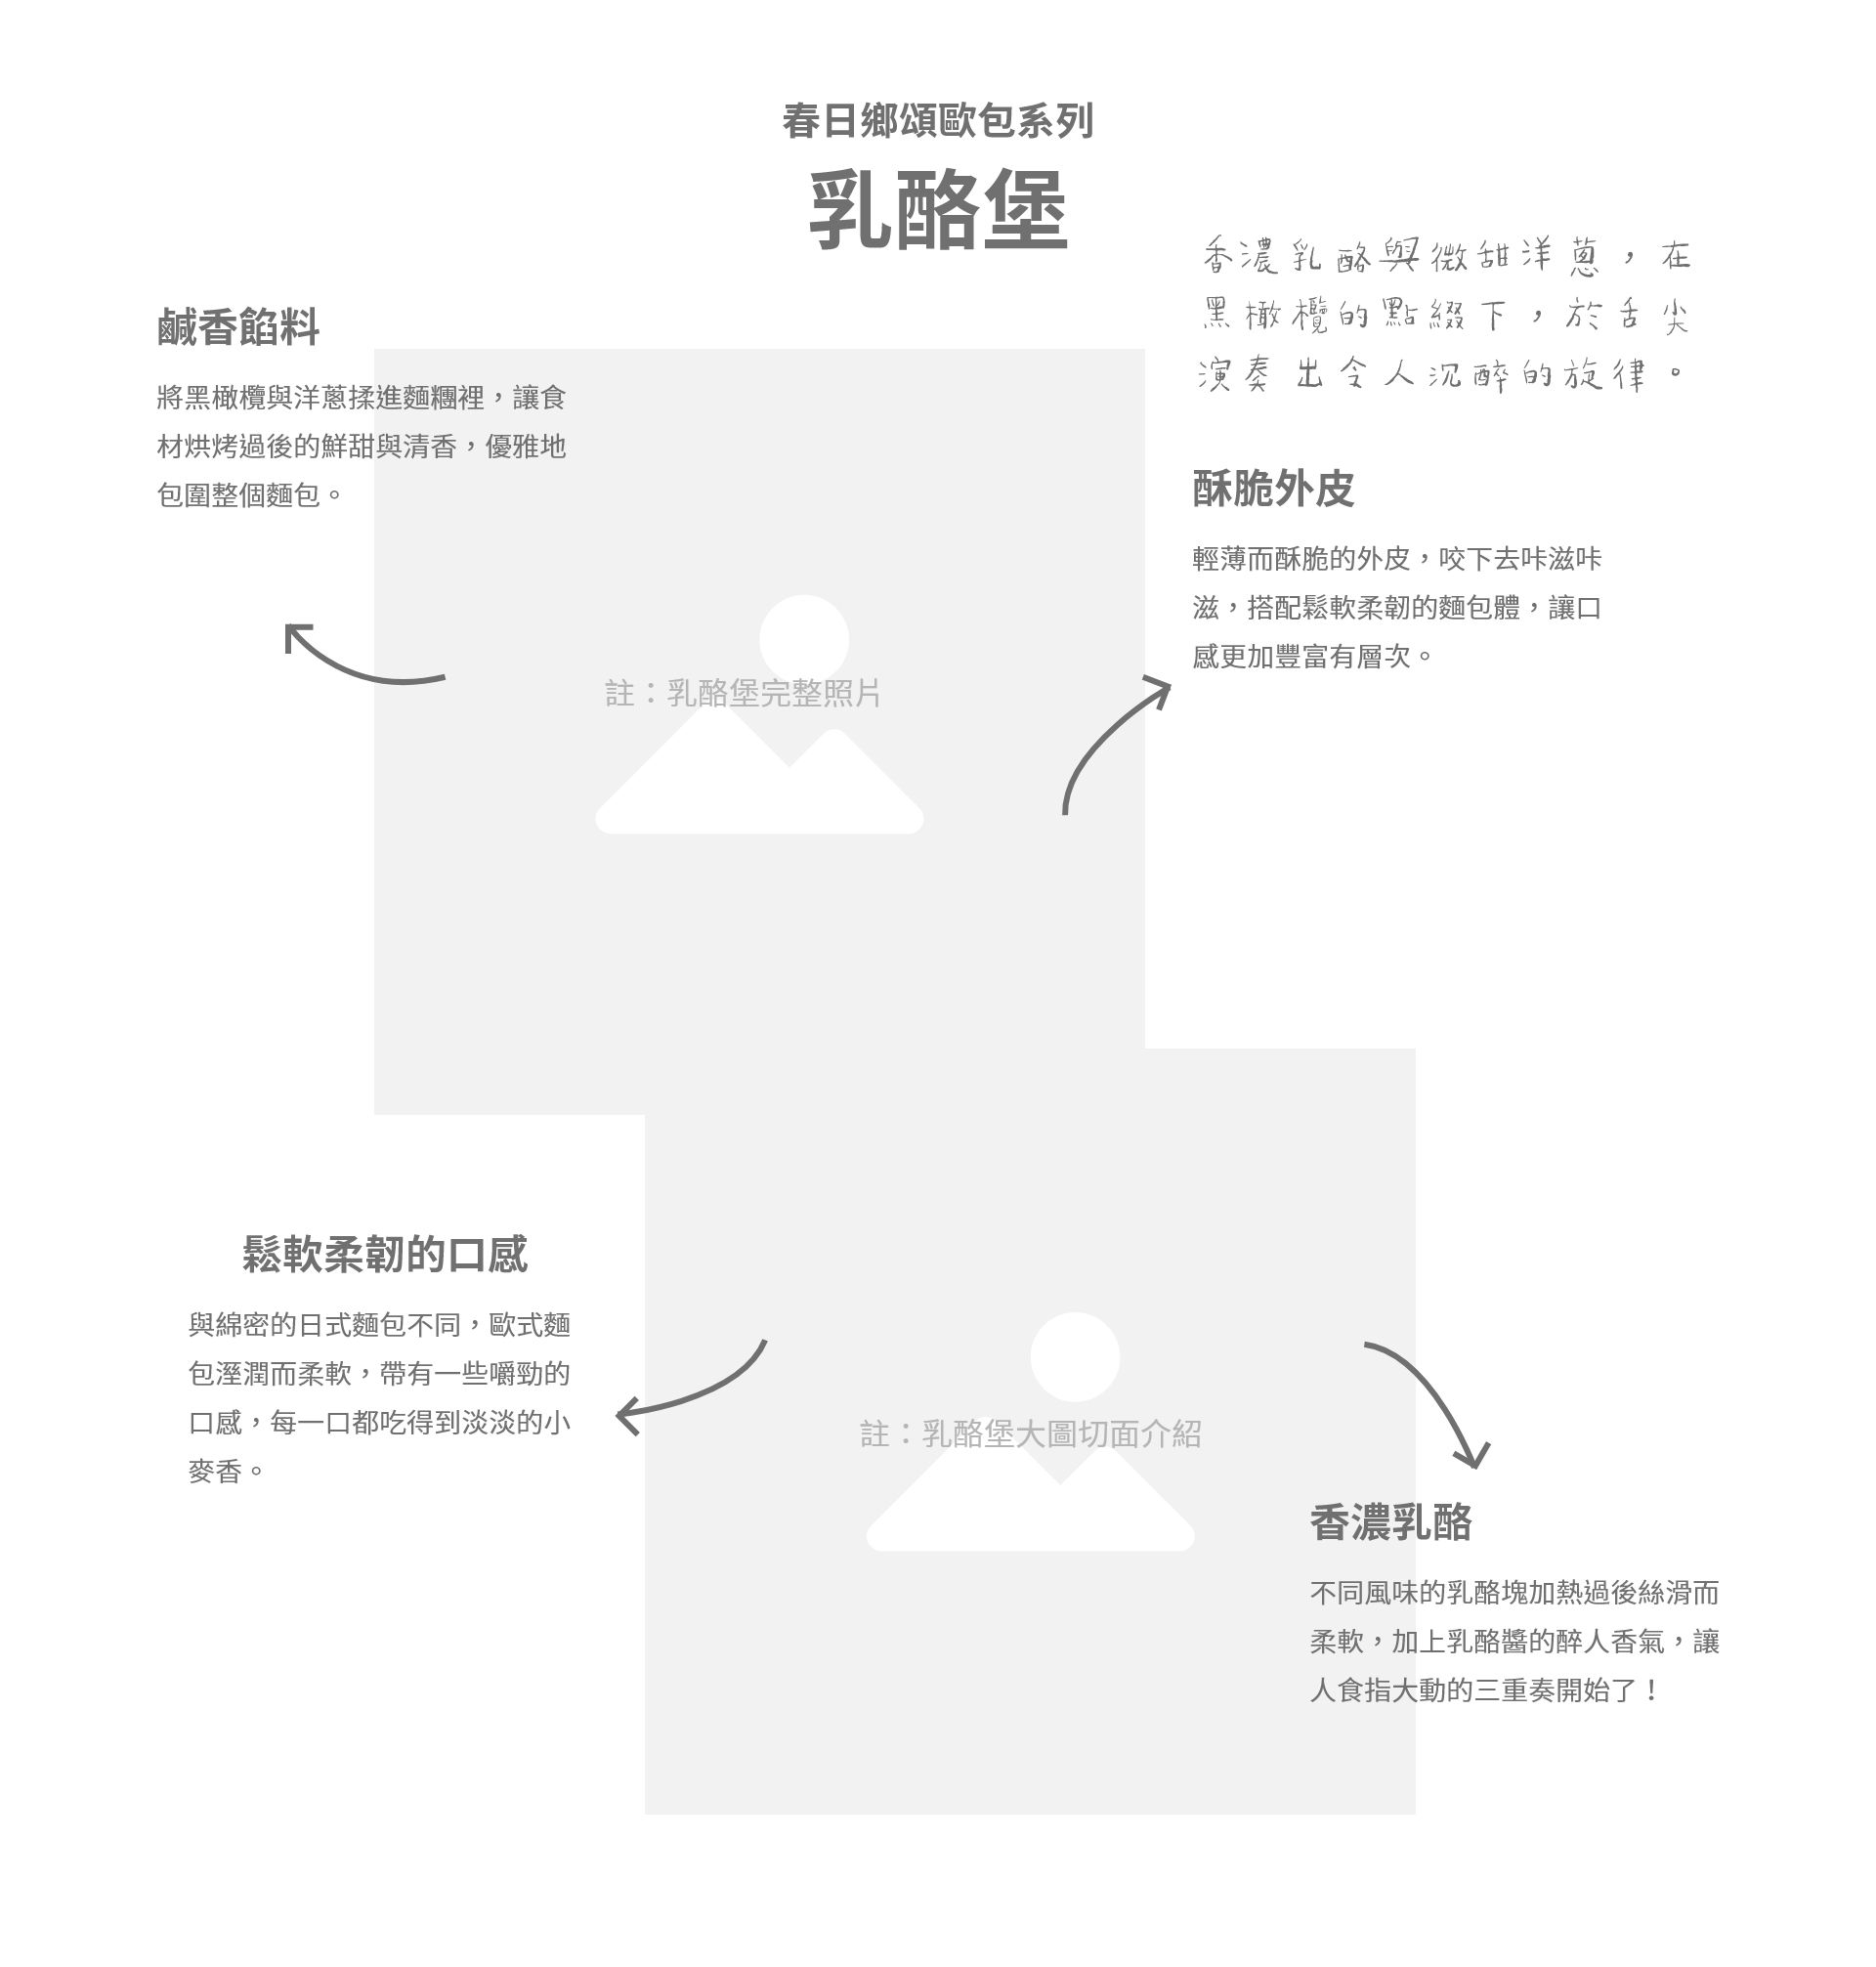 春日鄉頌歐包系列
乳酪堡
香濃乳酪與微甜洋蔥，在
黑橄欖的點綴下，於舌尖
演奏出令人沉醉的旋律。
鹹香餡料
將黑橄欖與洋蔥揉進麵糰裡，讓食
材烘烤過後的鮮甜與清香，優雅地
包圍整個麵包。
酥脆外皮
輕薄而酥脆的外皮，咬下去咔滋咔
滋，搭配鬆軟柔韌的麵包體，讓口
感更加豐富有層次。
註：乳酪堡完整照片
鬆軟柔韌的口感
與綿密的日式麵包不同，歐式麵
包溼潤而柔軟，帶有一些嚼勁的
口感，每一口都吃得到淡淡的小
麥香。
註：乳酪堡大圖切面介紹
香濃乳酪
不同風味的乳酪塊加熱過後絲滑而
柔軟，加上乳酪醬的醉人香氣，讓
人食指大動的三重奏開始了！